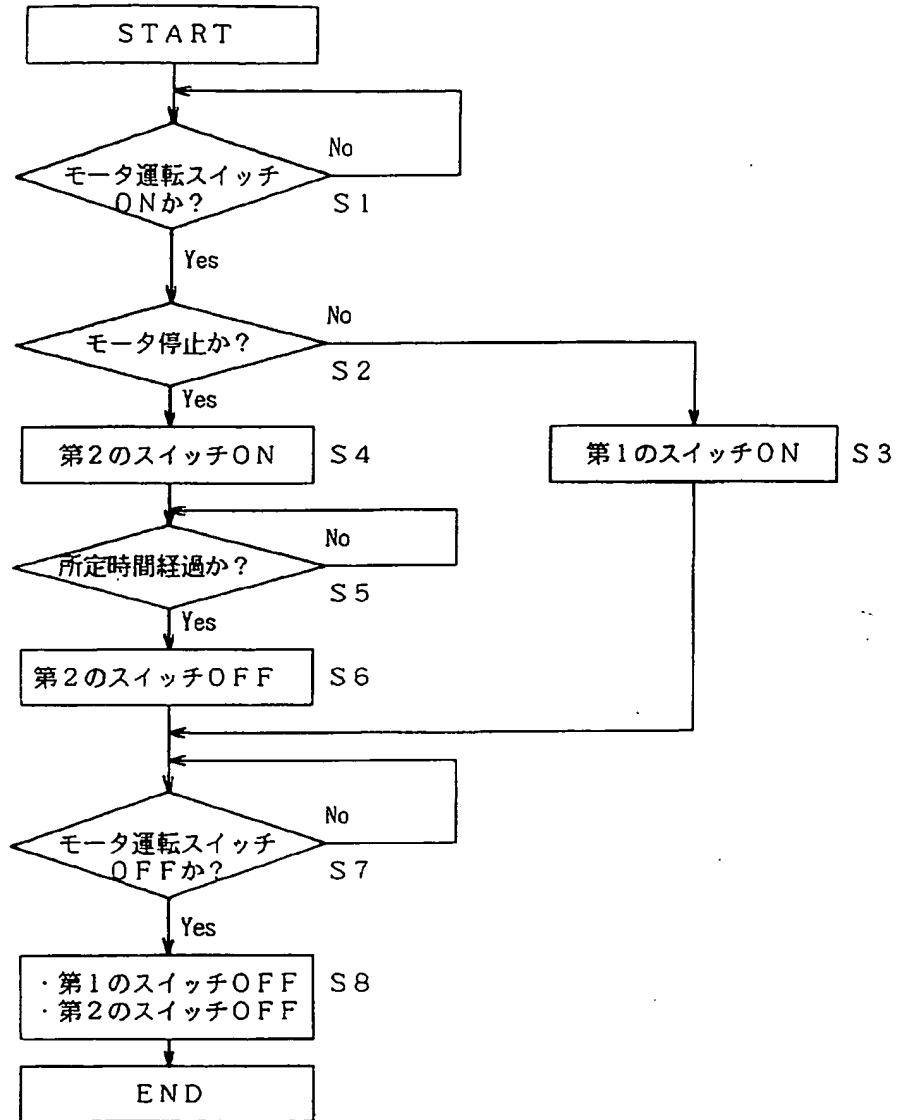 START
No
モータ運転スイッチ
ONか?
S1
Yes
No
モータ停止か?
S2
Yes
第2のスイッチON
S4
第1のスイッチON
S3
No
所定時間経過か?
S5
Yes
第2のスイッチOFF
S6
No
モータ運転スイッチ
OFFか?
S7
Yes
・第1のスイッチOFF
・第2のスイッチOFF
S8
END